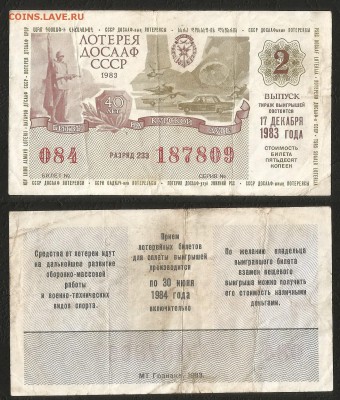 COINS.LAVE.RU
ЛОТЕРЕЯ
ДОСААФ
СССР
1983
2
ВЫПУСК
ТИРАЖ ВЫИГРЫШЕЙ
СОСТОИТСЯ
17 ДЕКАБРЯ
1983 ГОДА
СТОИМОСТЬ
БИЛЕТА
ПЯТЬДЕСЯТ
КОПЕЕК
40 ЛЕТ
КУРСКОЙ
084
РАЗРЯД 233
187809
БИЛЕТ №
СЕРИЯ №
Средства от лотереи идут
на дальнейшее развитие
оборонно-массовой
работы
и военно-технических
видов спорта.
Прием
лотерейных билетов
для оплаты выигрышей
производится
по 30 июня
1984 года
включительно
По желанию владельца
выигравшего билета
взамен вещевого
выигрыша можно получить
его стоимость наличными
деньгами.
МТ Гознака. 1983.